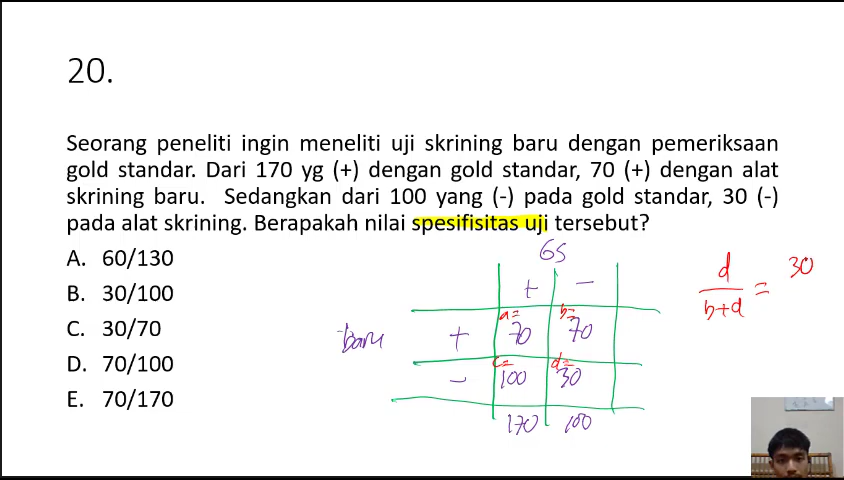 20.
Seorang peneliti ingin meneliti uji skrining baru dengan pemeriksaan
gold standar. Dari 170 yg (+) dengan gold standar, 70 (+) dengan alat
skrining baru. Sedangkan dari 100 yang (-) pada gold standar, 30 (-)
pada alat skrining. Berapakah nilai spesifisitas uji tersebut?
A. 60/130
B. 30/100
C. 30/70
D. 70/100
E. 70/170
GS
+ -
baru + a= 70 b= 70
- c= 100 d= 30
170 100
d = 30
b+d